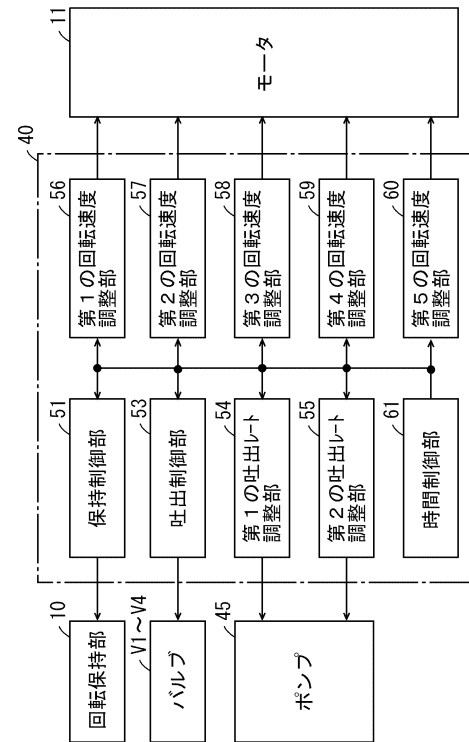 40
10
回転保持部
51
保持制御部
56
第1の回転速度
調整部
11
モータ
V1～V4
バルブ
53
吐出制御部
57
第2の回転速度
調整部
45
ポンプ
54
第1の吐出レート
調整部
58
第3の回転速度
調整部
55
第2の吐出レート
調整部
59
第4の回転速度
調整部
61
時間制御部
60
第5の回転速度
調整部